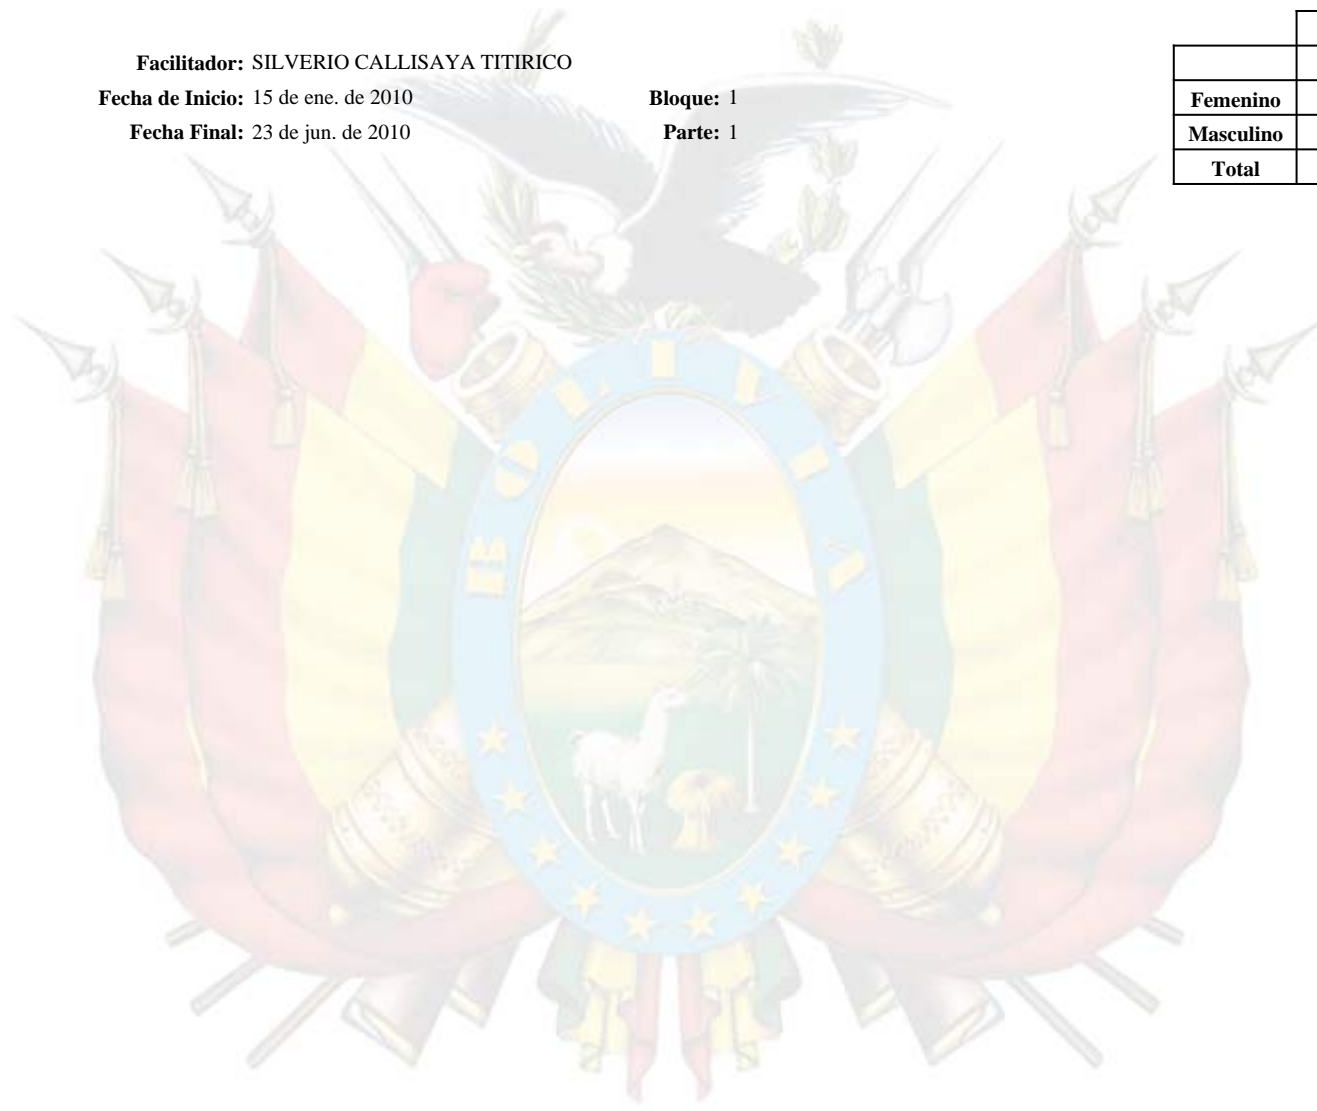 Facilitador: SILVERIO CALLISAYA TITIRICO
Fecha de Inicio: 15 de ene. de 2010 Bloque: 1
Fecha Final: 23 de jun. de 2010 Parte: 1
Femenino
Masculino
Total
BOLIVIA